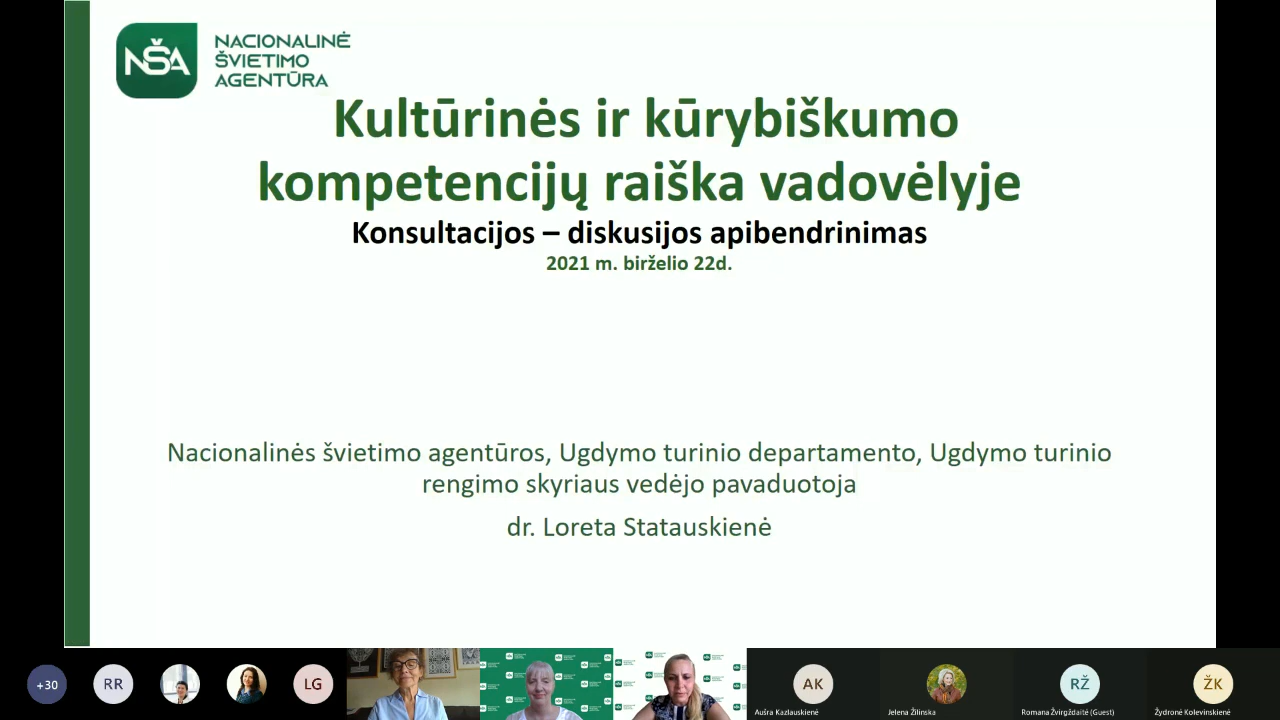 NŠA
NACIONALINĖ
ŠVIETIMO
AGENTŪRA
Kultūrinės ir kūrybiškumo
kompetencijų raiška vadovėlyje
Konsultacijos – diskusijos apibendrinimas
2021 m. birželio 22d.
Nacionalinės švietimo agentūros, Ugdymo turinio departamento, Ugdymo turinio
rengimo skyriaus vedėjo pavaduotoja
dr. Loreta Statauskienė
+30
RR
LG
AK
RŽ
ŽK
Aušra Kazlauskienė
Jelena Žilinska
Romana Žvirgždaitė (Guest)
Žydronė Kolevinskienė